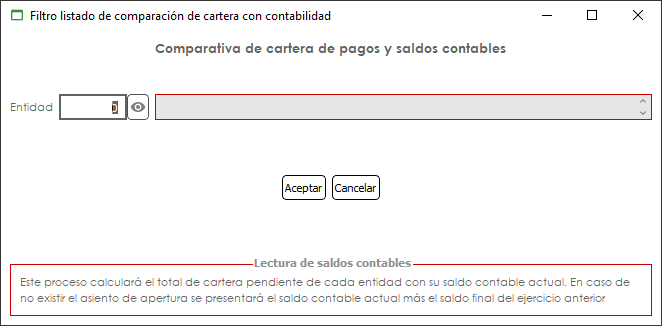 Filtro listado de comparación de cartera con contabilidad
Comparativa de cartera de pagos y saldos contables
Entidad 0
Aceptar Cancelar
Lectura de saldos contables
Este proceso calculará el total de cartera pendiente de cada entidad con su saldo contable actual. En caso de
no existir el asiento de apertura se presentará el saldo contable actual más el saldo final del ejercicio anterior